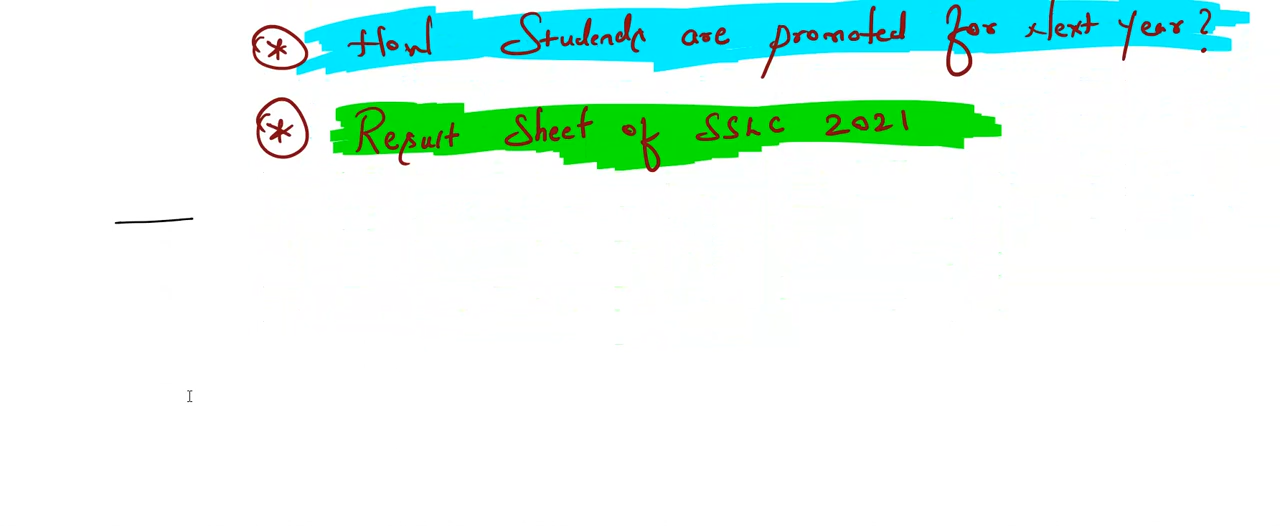 * How Students are promoted for Next Year?
* Result Sheet of SSLC 2021